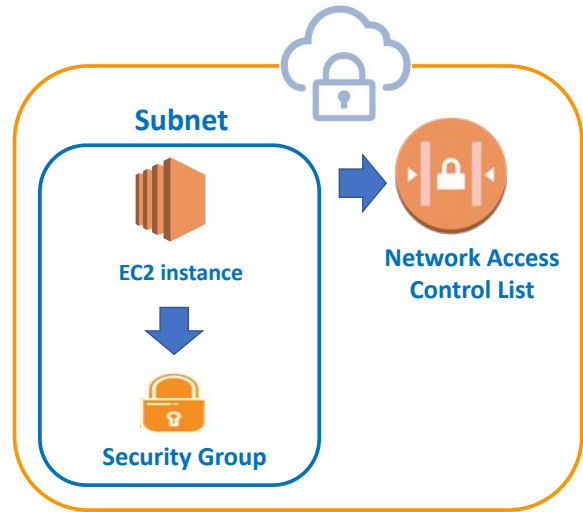 Subnet
EC2 instance
Network Access
Control List
Security Group